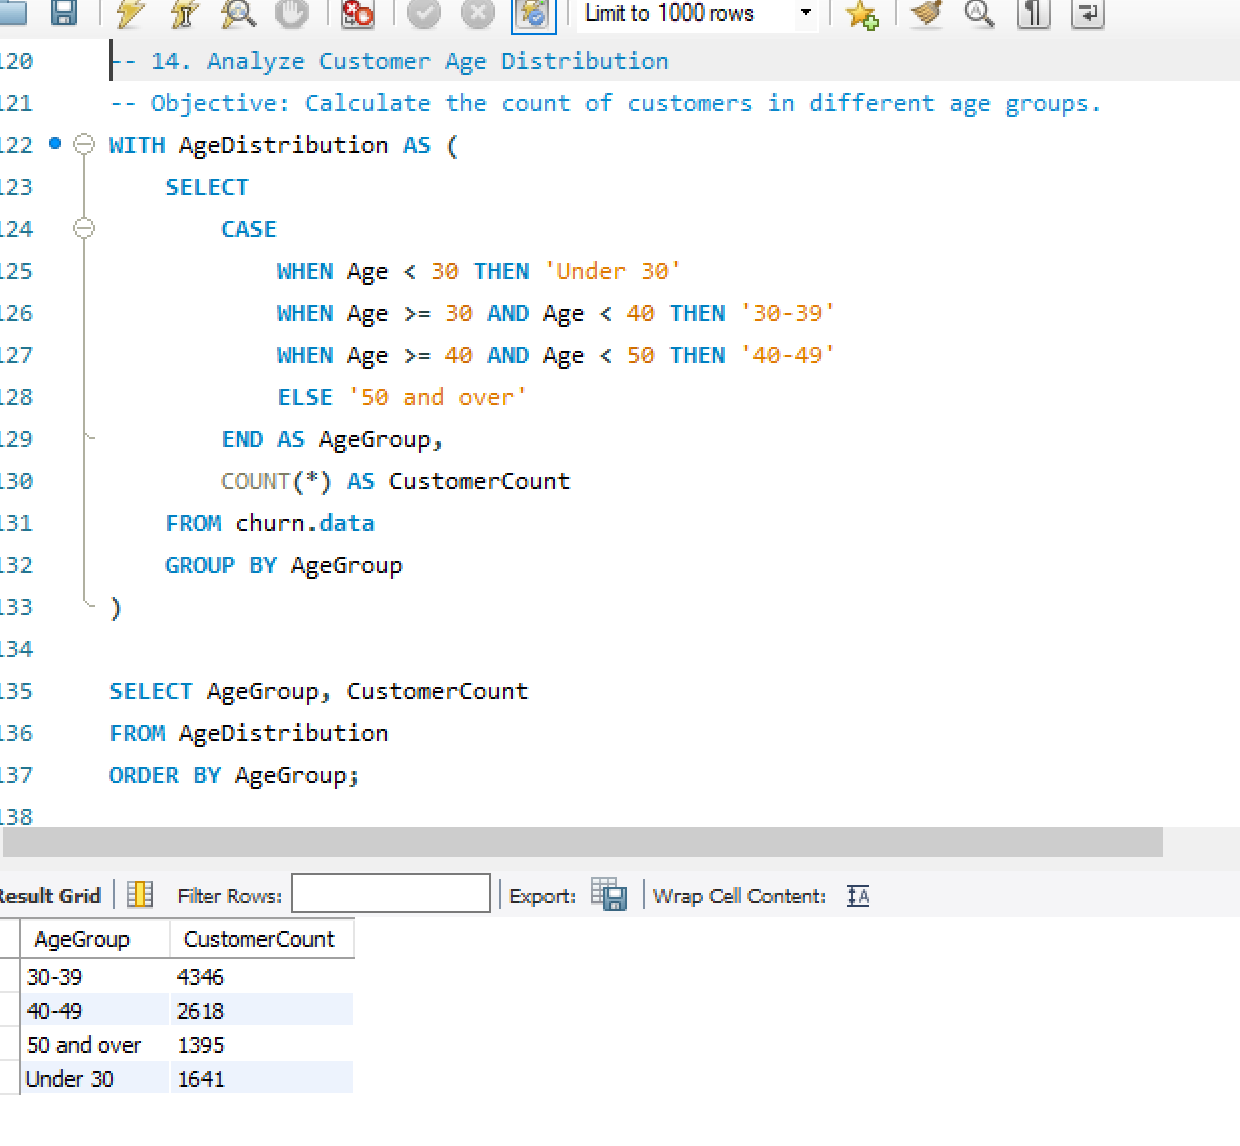 Limit to 1000 rows
120 -- 14. Analyze Customer Age Distribution
121 -- Objective: Calculate the count of customers in different age groups.
122 WITH AgeDistribution AS (
123 SELECT
124 CASE
125 WHEN Age < 30 THEN 'Under 30'
126 WHEN Age >= 30 AND Age < 40 THEN '30-39'
127 WHEN Age >= 40 AND Age < 50 THEN '40-49'
128 ELSE '50 and over'
129 END AS AgeGroup,
130 COUNT(*) AS CustomerCount
131 FROM churn.data
132 GROUP BY AgeGroup
133 )
134
135 SELECT AgeGroup, CustomerCount
136 FROM AgeDistribution
137 ORDER BY AgeGroup;
138
Result Grid Filter Rows: Export: Wrap Cell Content: IA
AgeGroup CustomerCount
30-39 4346
40-49 2618
50 and over 1395
Under 30 1641